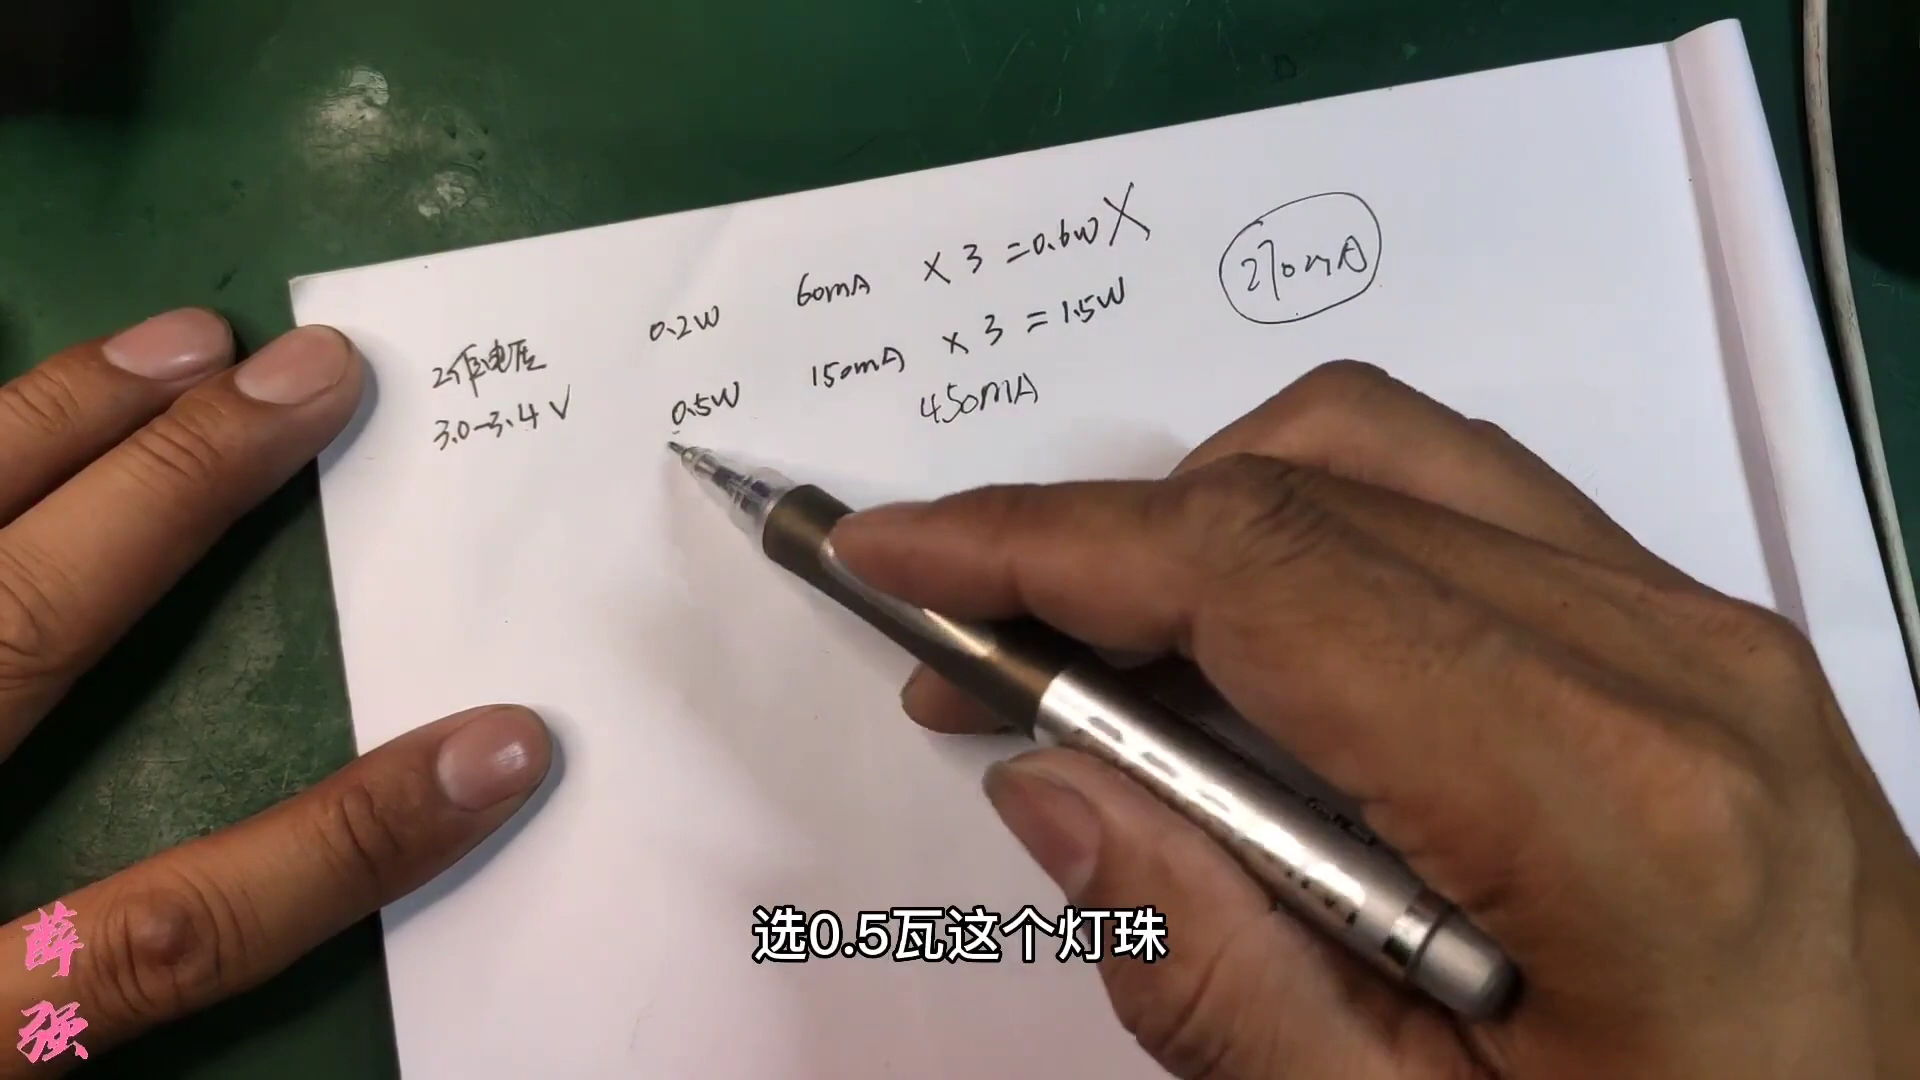 0.2W 60mA × 3 = 0.6W ×
270mA
工作电压
3.0-3.4V
0.5W 150mA × 3 = 1.5W
450mA
选0.5瓦这个灯珠
薛强